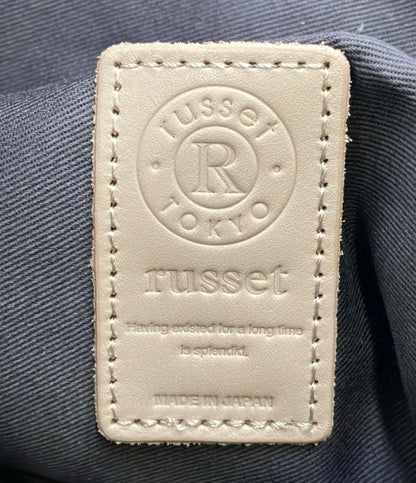 russet
R
TOKYO
russet
Having existed for a long time
is splendid.
MADE IN JAPAN